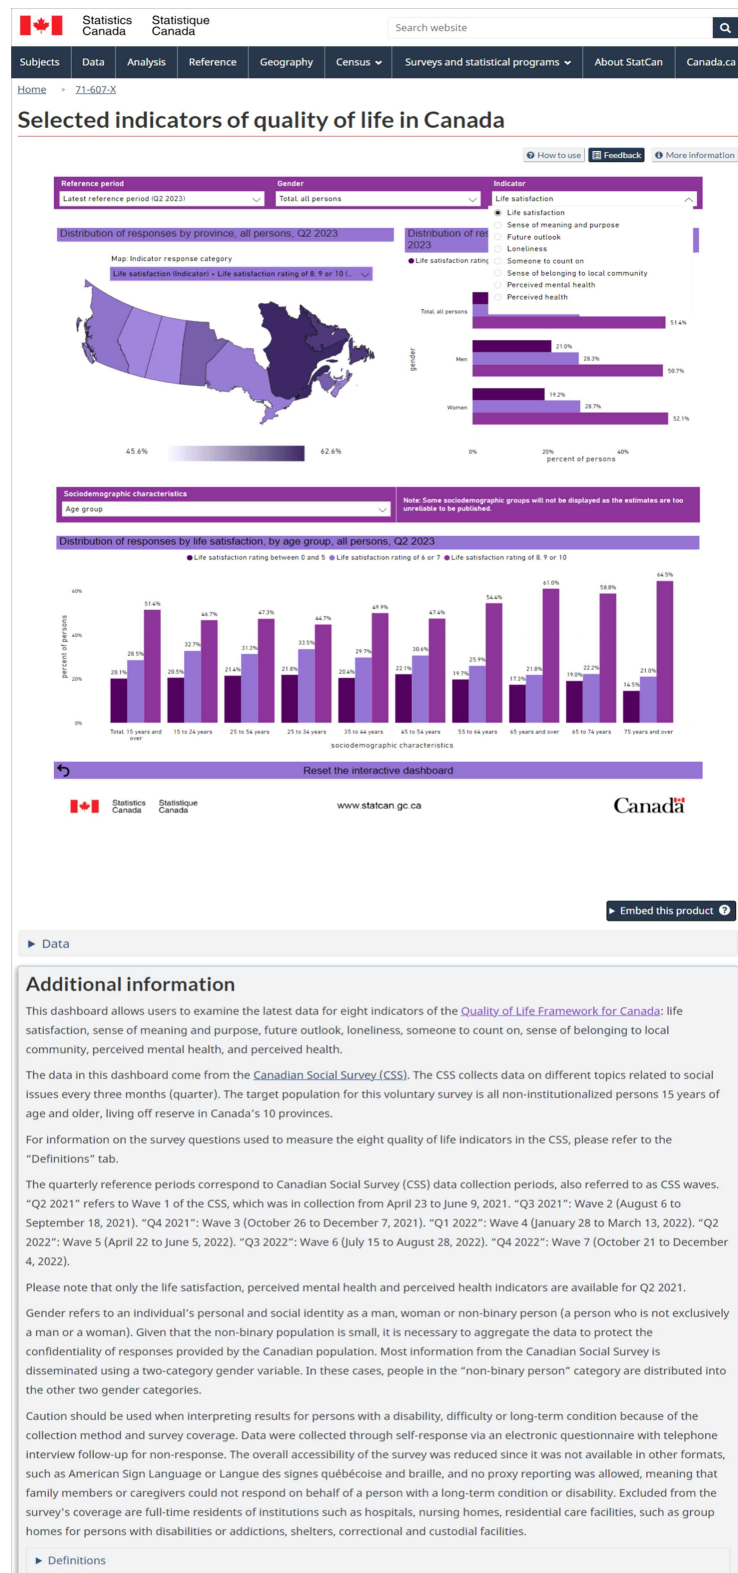 Statistics
Canada
Statistique
Canada
Search website
Subjects
Data
Analysis
Reference
Geography
Census
Surveys and statistical programs
About StatCan
Canada.ca
Home
71-607-X
Selected indicators of quality of life in Canada
How to use
Feedback
More information
Reference period
Gender
Indicator
Latest reference period (Q2 2023)
Total, all persons
Life satisfaction
Life satisfaction
Sense of meaning and purpose
Future outlook
Loneliness
Someone to count on
Sense of belonging to local community
Perceived mental health
Perceived health
Distribution of responses by province, all persons, Q2 2023
Distribution of res
2023
Map: Indicator response category
Life satisfaction (Indicator) + Life satisfaction rating of 8, 9 or 10 (...
Life satisfaction rating
Total, all persons
51.4%
gender
Men
21.0%
28.3%
50.7%
Women
19.2%
28.7%
52.1%
0%
20%
40%
percent of persons
45.6%
62.6%
Sociodemographic characteristics
Age group
Note: Some sociodemographic groups will not be displayed as the estimates are too
unreliable to be published.
Distribution of responses by life satisfaction, by age group, all persons, Q2 2023
Life satisfaction rating between 0 and 5
Life satisfaction rating of 6 or 7
Life satisfaction rating of 8, 9 or 10
percent of persons
60%
40%
20%
0%
20.1%
28.5%
51.4%
20.5%
32.7%
46.7%
21.4%
31.3%
47.3%
21.8%
33.5%
44.7%
20.4%
29.7%
49.9%
22.1%
30.6%
47.4%
19.7%
25.9%
54.4%
17.3%
21.8%
61.0%
19.0%
22.2%
58.8%
14.5%
21.0%
64.5%
Total, 15 years and
over
15 to 24 years
25 to 54 years
25 to 34 years
35 to 44 years
45 to 54 years
55 to 64 years
65 years and over
65 to 74 years
75 years and over
sociodemographic characteristics
Reset the interactive dashboard
Statistics
Canada
Statistique
Canada
www.statcan.gc.ca
Canada
Embed this product
Data
Additional information
This dashboard allows users to examine the latest data for eight indicators of the Quality of Life Framework for Canada: life
satisfaction, sense of meaning and purpose, future outlook, loneliness, someone to count on, sense of belonging to local
community, perceived mental health, and perceived health.
The data in this dashboard come from the Canadian Social Survey (CSS). The CSS collects data on different topics related to social
issues every three months (quarter). The target population for this voluntary survey is all non-institutionalized persons 15 years of
age and older, living off reserve in Canada's 10 provinces.
For information on the survey questions used to measure the eight quality of life indicators in the CSS, please refer to the
"Definitions" tab.
The quarterly reference periods correspond to Canadian Social Survey (CSS) data collection periods, also referred to as CSS waves.
"Q2 2021" refers to Wave 1 of the CSS, which was in collection from April 23 to June 9, 2021. "Q3 2021": Wave 2 (August 6 to
September 18, 2021). "Q4 2021": Wave 3 (October 26 to December 7, 2021). "Q1 2022": Wave 4 (January 28 to March 13, 2022). "Q2
2022": Wave 5 (April 22 to June 5, 2022). "Q3 2022": Wave 6 (July 15 to August 28, 2022). "Q4 2022": Wave 7 (October 21 to December
4, 2022).
Please note that only the life satisfaction, perceived mental health and perceived health indicators are available for Q2 2021.
Gender refers to an individual's personal and social identity as a man, woman or non-binary person (a person who is not exclusively
a man or a woman). Given that the non-binary population is small, it is necessary to aggregate the data to protect the
confidentiality of responses provided by the Canadian population. Most information from the Canadian Social Survey is
disseminated using a two-category gender variable. In these cases, people in the "non-binary person" category are distributed into
the other two gender categories.
Caution should be used when interpreting results for persons with a disability, difficulty or long-term condition because of the
collection method and survey coverage. Data were collected through self-response via an electronic questionnaire with telephone
interview follow-up for non-response. The overall accessibility of the survey was reduced since it was not available in other formats,
such as American Sign Language or Langue des signes québécoise and braille, and no proxy reporting was allowed, meaning that
family members or caregivers could not respond on behalf of a person with a long-term condition or disability. Excluded from the
survey's coverage are full-time residents of institutions such as hospitals, nursing homes, residential care facilities, such as group
homes for persons with disabilities or addictions, shelters, correctional and custodial facilities.
Definitions